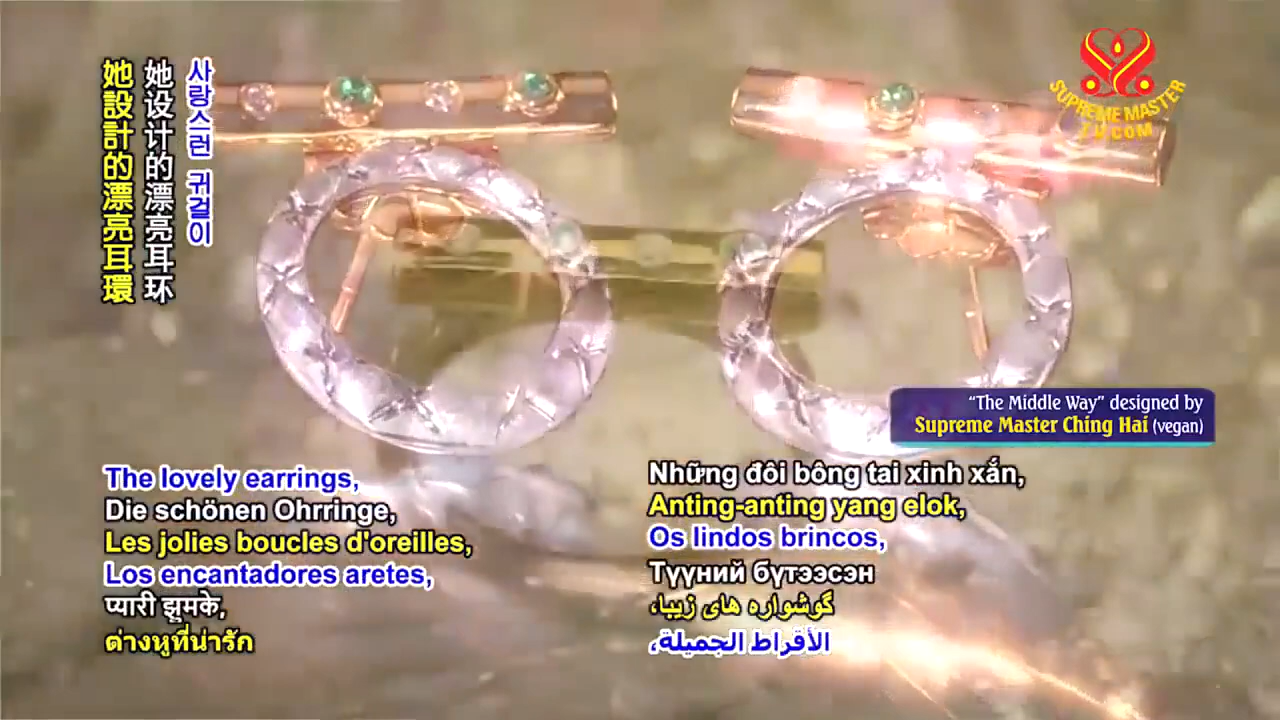 사랑스런 귀걸이
她设计的漂亮耳环
她設計的漂亮耳環
SUPREME MASTER
TV.COM
“The Middle Way” designed by
Supreme Master Ching Hai (vegan)
The lovely earrings,
Die schönen Ohrringe,
Les jolies boucles d'oreilles,
Los encantadores aretes,
प्यारी झुमके,
ต่างหูที่น่ารัก
Những đôi bông tai xinh xắn,
Anting-anting yang elok,
Os lindos brincos,
Түүний бүтээсэн
گوشواره های زیبا،
الأقراط الجميلة،